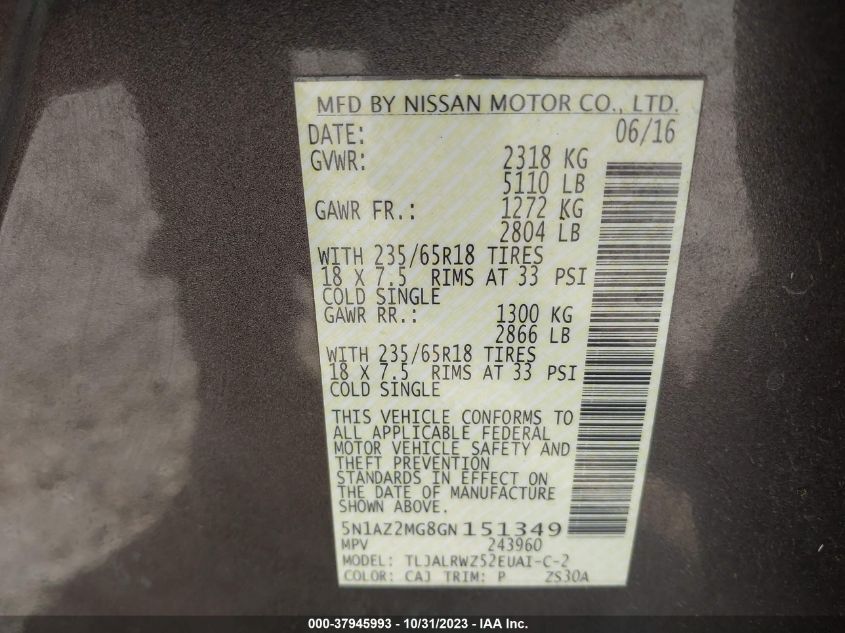 MFD BY NISSAN MOTOR CO., LTD.
DATE: 06/16
GVWR: 2318 KG
5110 LB
GAWR FR.: 1272 KG
2804 LB
WITH 235/65R18 TIRES
18 X 7.5 RIMS AT 33 PSI
COLD SINGLE
GAWR RR.: 1300 KG
2866 LB
WITH 235/65R18 TIRES
18 X 7.5 RIMS AT 33 PSI
COLD SINGLE
THIS VEHICLE CONFORMS TO
ALL APPLICABLE FEDERAL
MOTOR VEHICLE SAFETY AND
THEFT PREVENTION
STANDARDS IN EFFECT ON
THE DATE OF MANUFACTURE
SHOWN ABOVE.
5N1AZ2MG8GN151349
MPV 243960
MODEL: TLJALRWZ52EUAI-C-2
COLOR: CAJ TRIM: P ZS30A
000-37945993 - 10/31/2023 - IAA Inc.